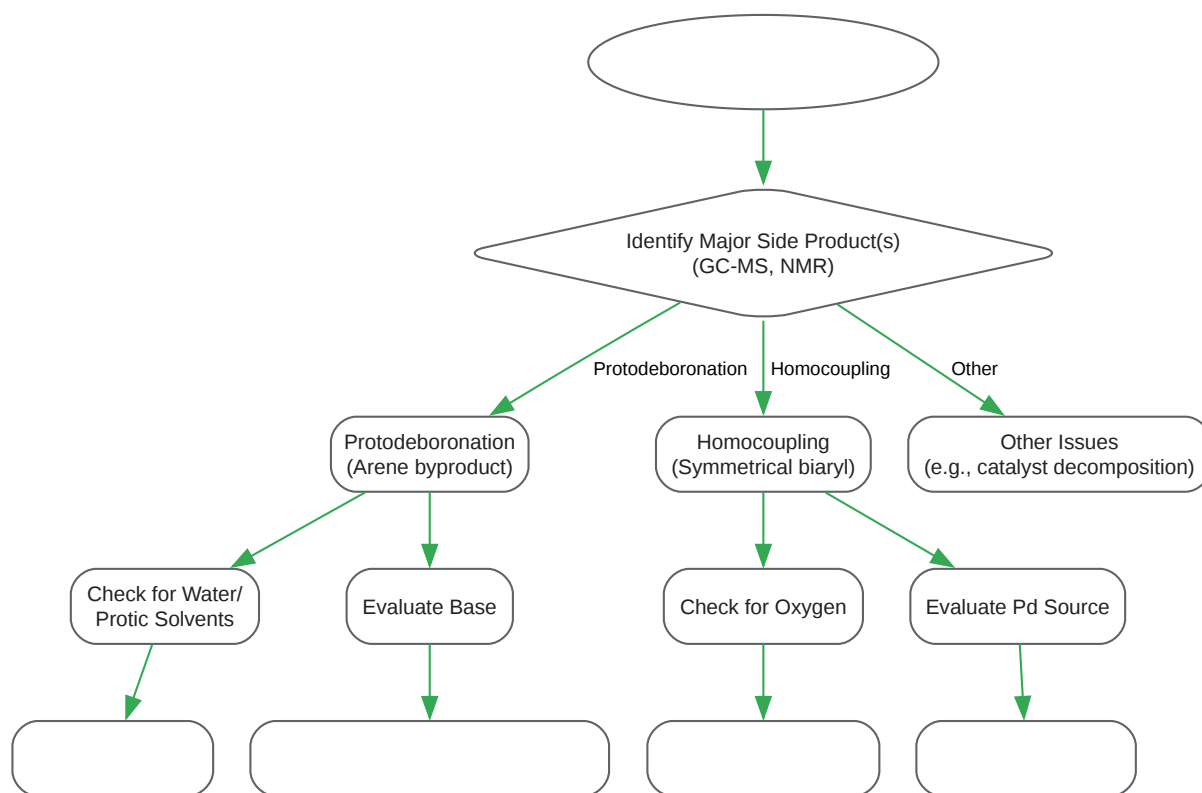 Identify Major Side Product(s)
(GC-MS, NMR)
Protodeboronation
Homocoupling
Other
Protodeboronation
(Arene byproduct)
Homocoupling
(Symmetrical biaryl)
Other Issues
(e.g., catalyst decomposition)
Check for Water/
Protic Solvents
Evaluate Base
Check for Oxygen
Evaluate Pd Source